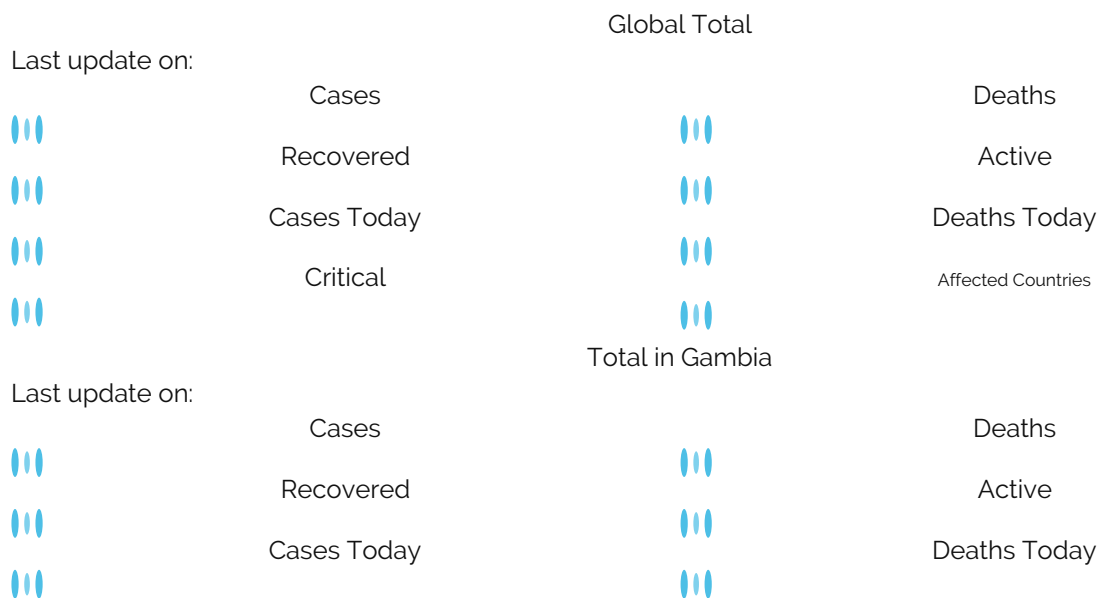 Global Total
Last update on:
Cases Deaths
Recovered Active
Cases Today Deaths Today
Critical Affected Countries
Total in Gambia
Last update on:
Cases Deaths
Recovered Active
Cases Today Deaths Today